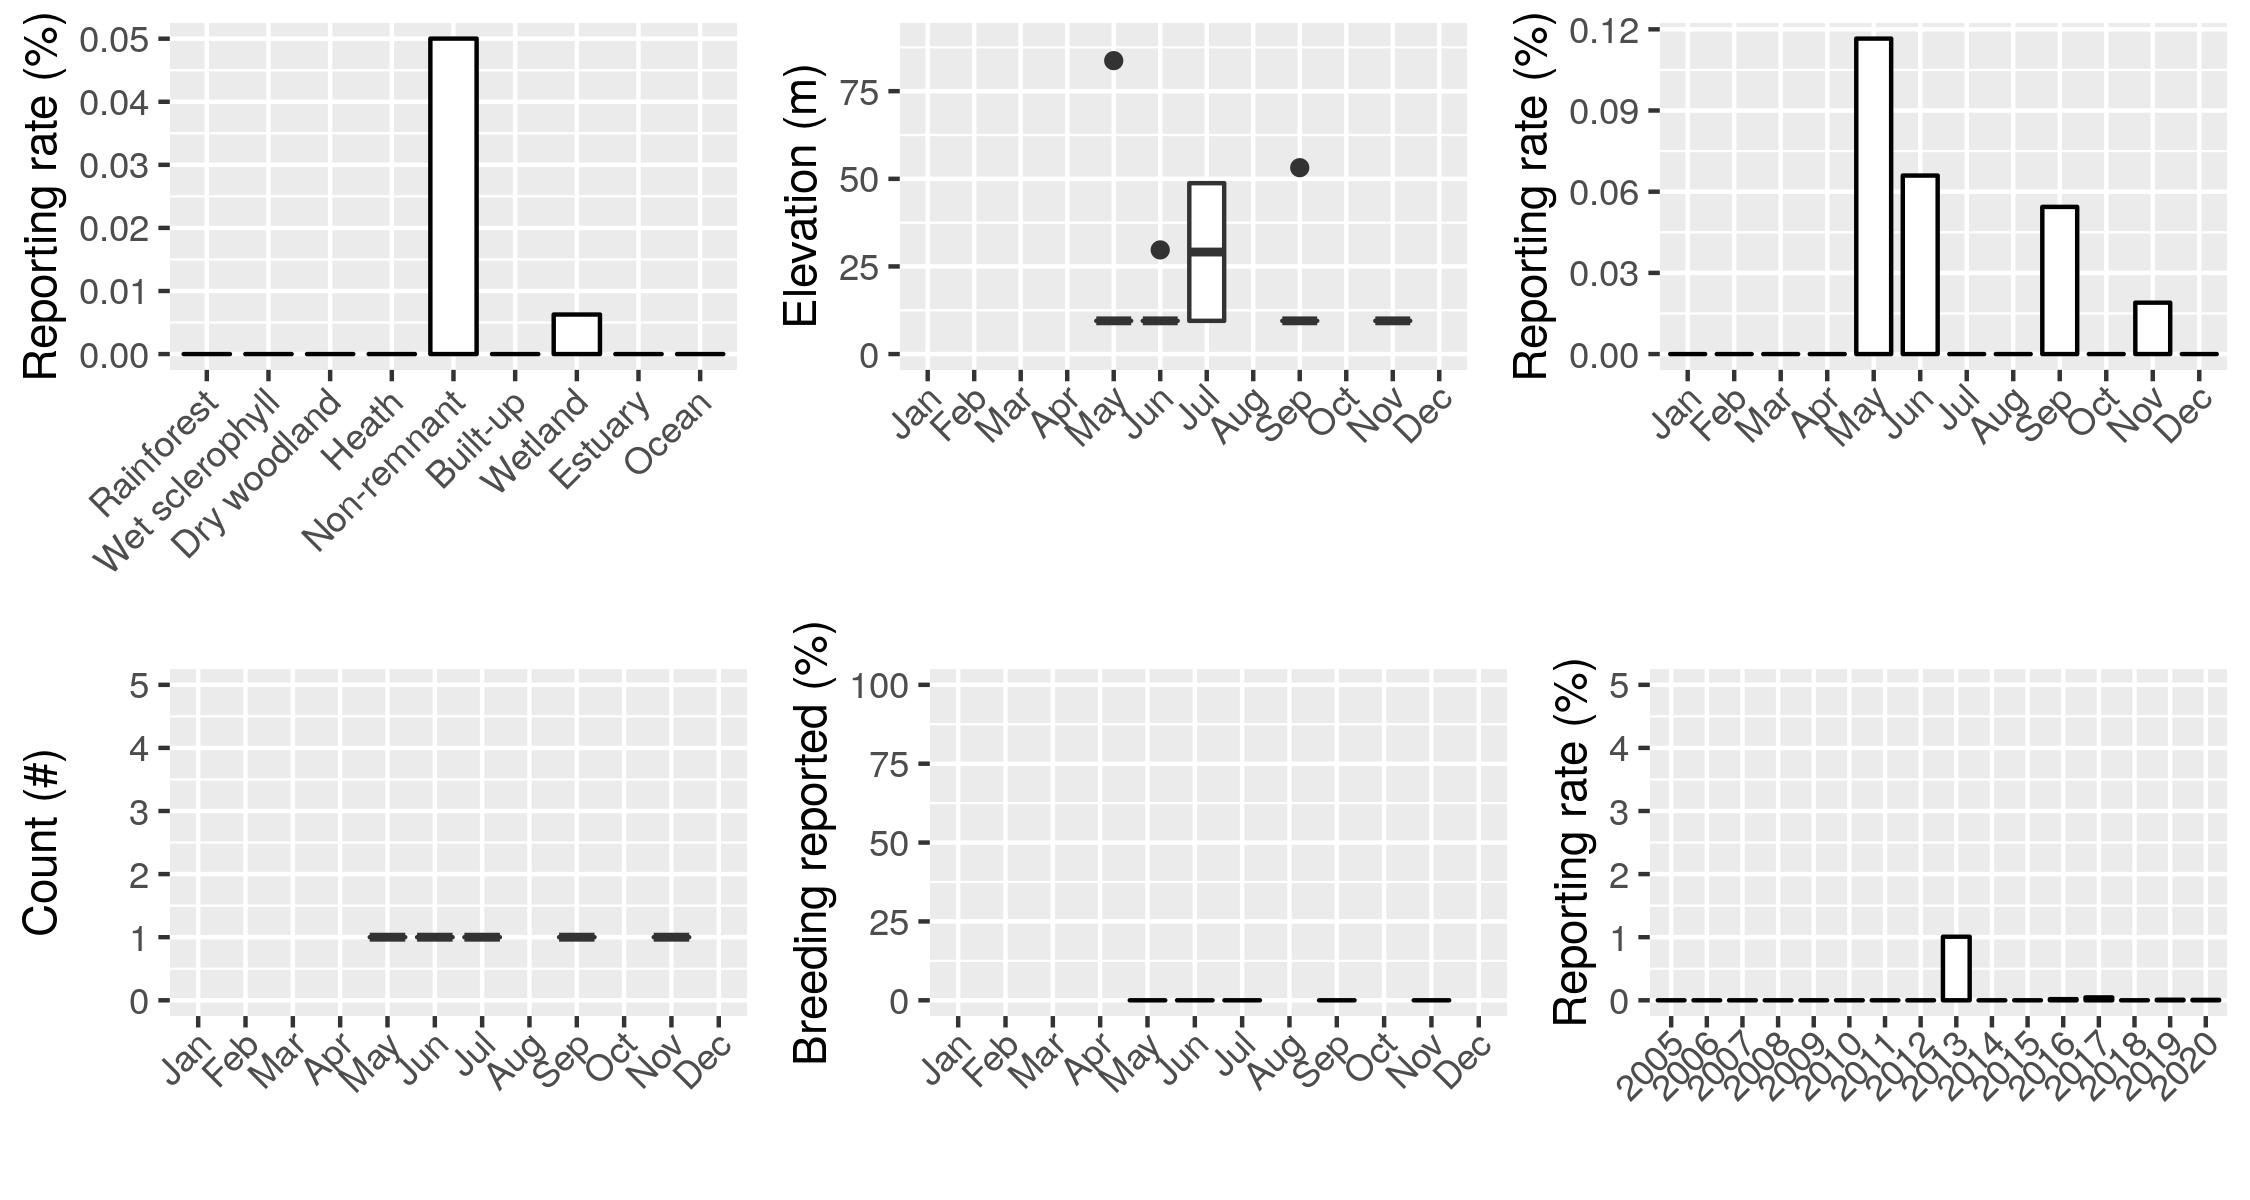 Reporting rate (%)
0.05
0.04
0.03
0.02
0.01
0.00
Rainforest
Wet sclerophyll
Dry woodland
Heath
Non-remnant
Built-up
Wetland
Estuary
Ocean
Elevation (m)
75
50
25
0
Jan
Feb
Mar
Apr
May
Jun
Jul
Aug
Sep
Oct
Nov
Dec
Reporting rate (%)
0.12
0.09
0.06
0.03
0.00
Jan
Feb
Mar
Apr
May
Jun
Jul
Aug
Sep
Oct
Nov
Dec
Count (#)
5
4
3
2
1
0
Jan
Feb
Mar
Apr
May
Jun
Jul
Aug
Sep
Oct
Nov
Dec
Breeding reported (%)
100
75
50
25
0
Jan
Feb
Mar
Apr
May
Jun
Jul
Aug
Sep
Oct
Nov
Dec
Reporting rate (%)
5
4
3
2
1
0
2005
2006
2007
2008
2009
2010
2011
2012
2013
2014
2015
2016
2017
2018
2019
2020